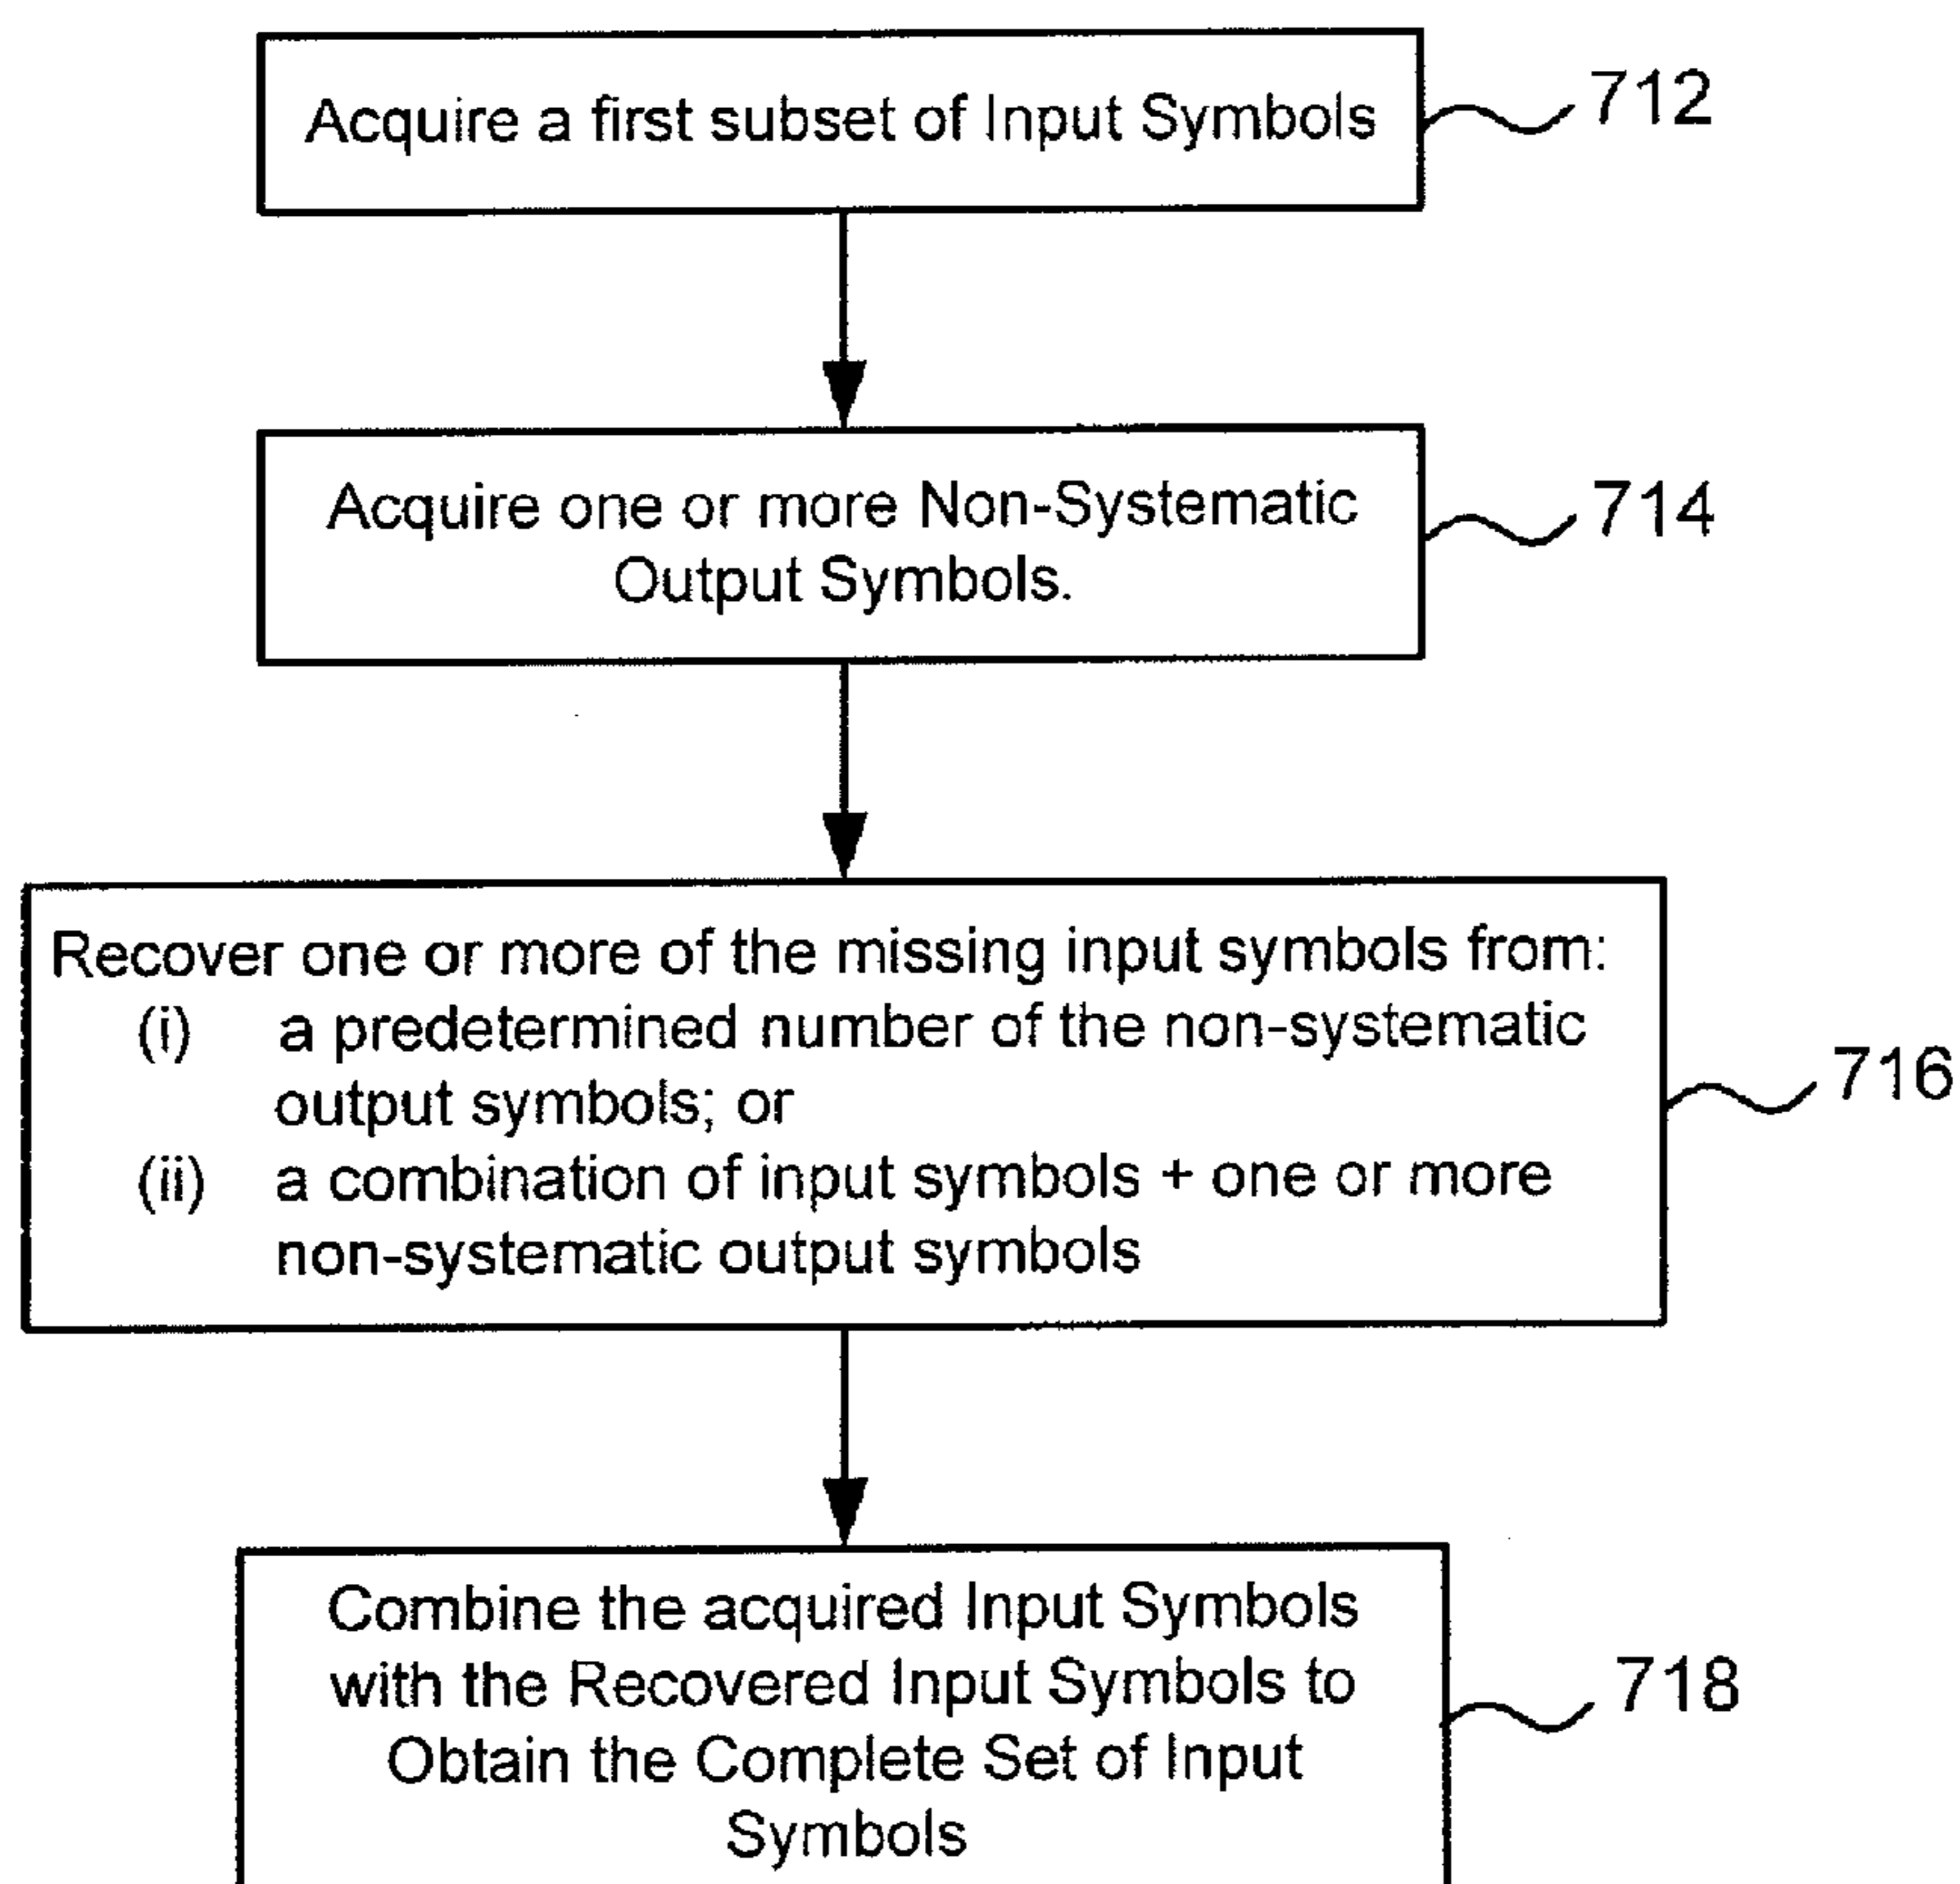 Acquire a first subset of Input Symbols
712
Acquire one or more Non-Systematic
Output Symbols.
714
Recover one or more of the missing input symbols from:
(i) a predetermined number of the non-systematic
output symbols; or
(ii) a combination of input symbols + one or more
non-systematic output symbols
716
Combine the acquired Input Symbols
with the Recovered Input Symbols to
Obtain the Complete Set of Input
Symbols
718